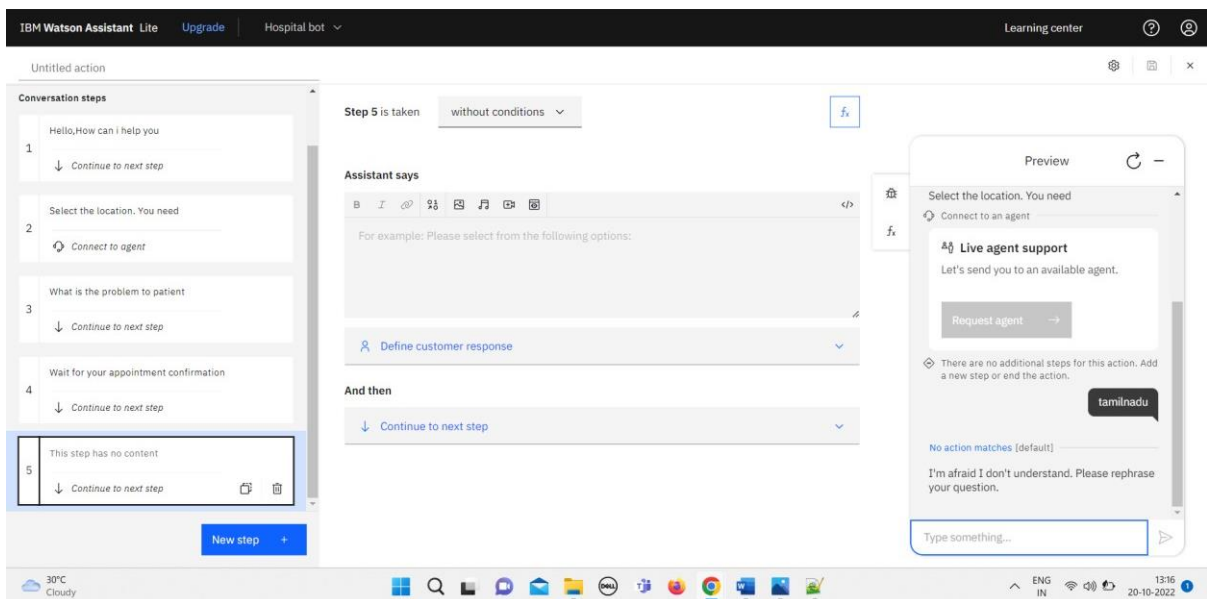 IBM Watson Assistant Lite Upgrade Hospital bot Learning center
Untitled action
Conversation steps
1
Hello,How can i help you
Continue to next step
2
Select the location. You need
Connect to agent
3
What is the problem to patient
Continue to next step
4
Wait for your appointment confirmation
Continue to next step
5
This step has no content
Continue to next step
New step +
Step 5 is taken without conditions
fx
Assistant says
B I </>
For example: Please select from the following options:
Define customer response
And then
Continue to next step
fx
Preview
Select the location. You need
Connect to an agent
Live agent support
Let's send you to an available agent.
Request agent
There are no additional steps for this action. Add
a new step or end the action.
tamilnadu
No action matches [default]
I'm afraid I don't understand. Please rephrase
your question.
Type something...
30°C
Cloudy
DELL
ENG
IN
13:16
20-10-2022
1